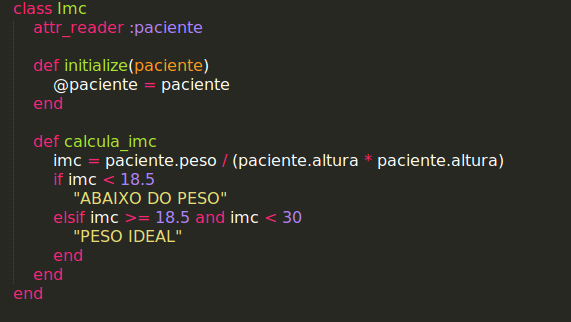 class Imc
attr_reader :paciente
def initialize(paciente)
@paciente = paciente
end
def calcula_imc
imc = paciente.peso / (paciente.altura * paciente.altura)
if imc < 18.5
"ABAIXO DO PESO"
elsif imc >= 18.5 and imc < 30
"PESO IDEAL"
end
end
end